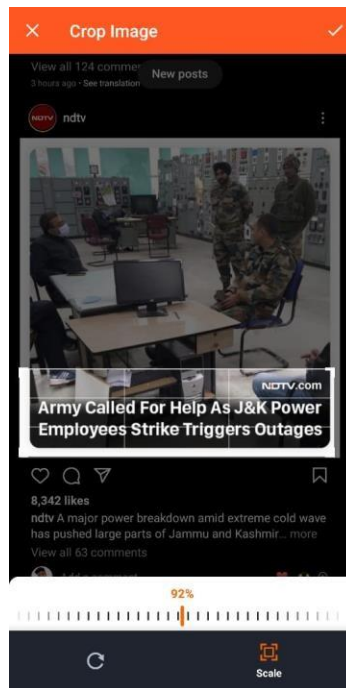 Crop Image
View all 124 comme
New posts
3 hours ago • See translation
NDTV
ndtv
NDTV.com
Army Called For Help As J&K Power
Employees Strike Triggers Outages
8,342 likes
ndtv A major power breakdown amid extreme cold wave
has pushed large parts of Jammu and Kashmir... more
View all 63 comments
Add a comment
92%
Scale